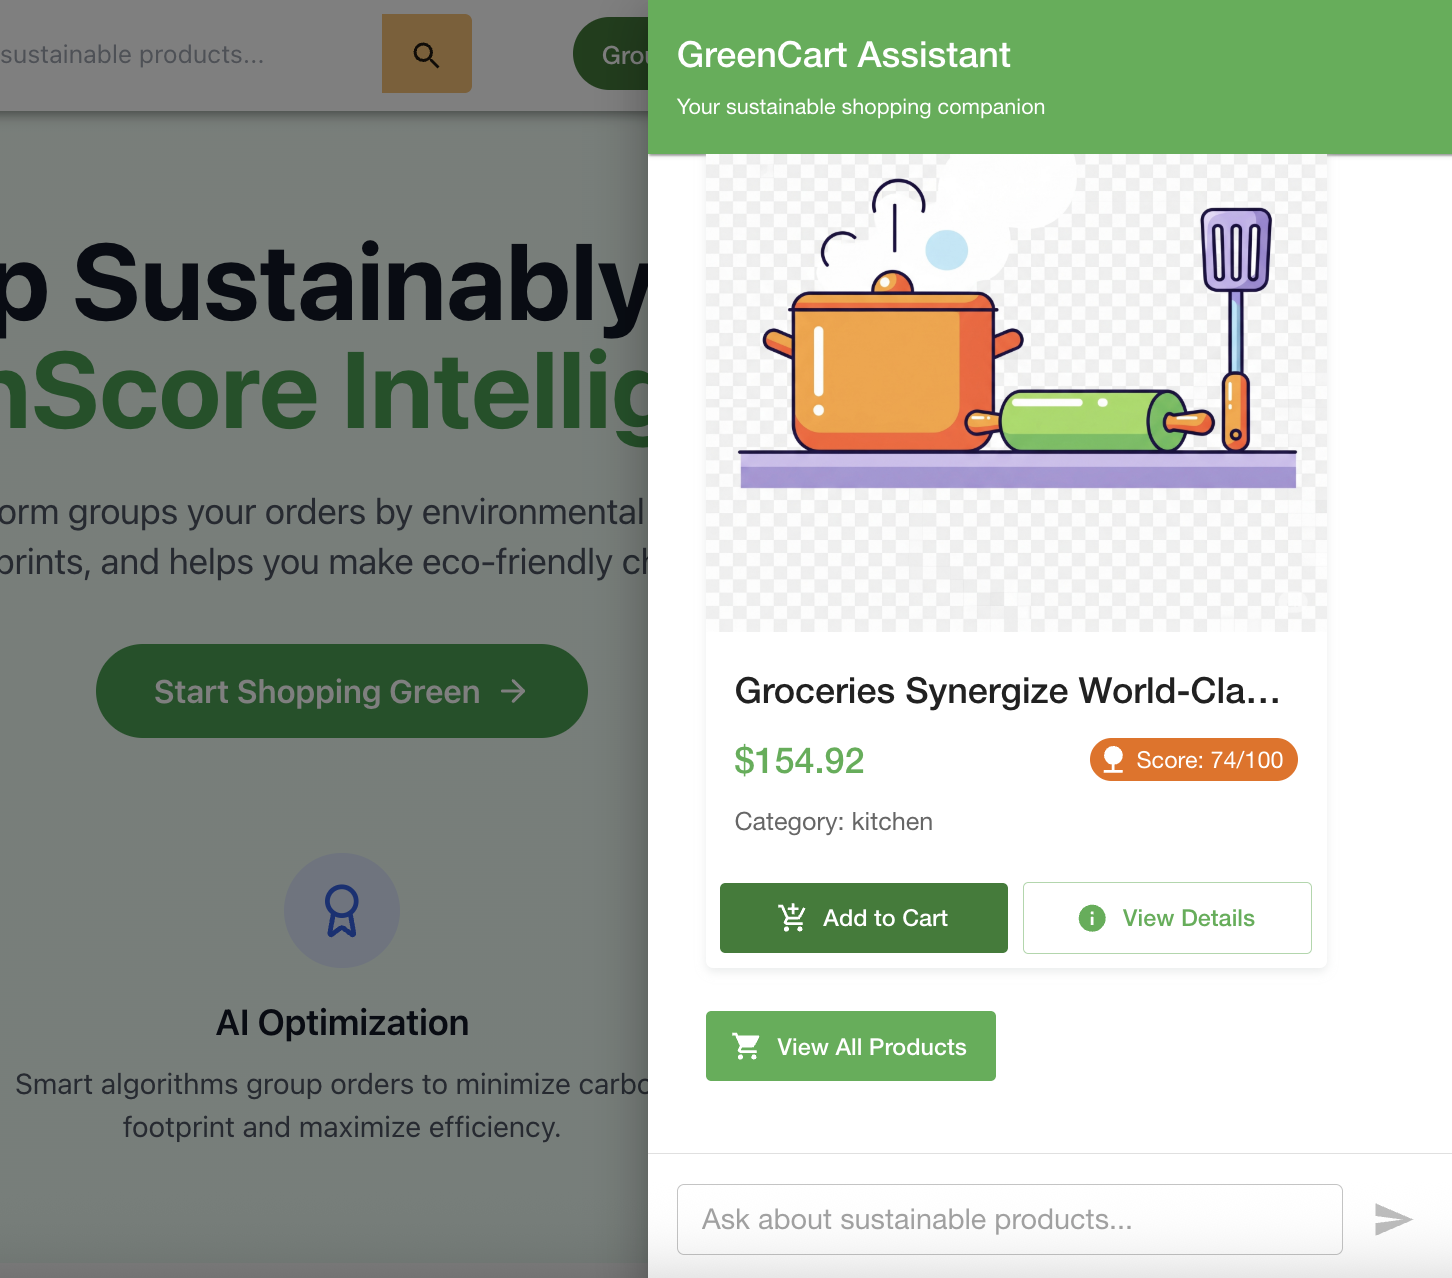 sustainable products...
Grou
p Sustainably
nScore Intellig
orm groups your orders by environmental
prints, and helps you make eco-friendly ch
Start Shopping Green
AI Optimization
Smart algorithms group orders to minimize carbo
footprint and maximize efficiency.
GreenCart Assistant
Your sustainable shopping companion
Groceries Synergize World-Cla...
$154.92
Score: 74/100
Category: kitchen
Add to Cart
View Details
View All Products
Ask about sustainable products...